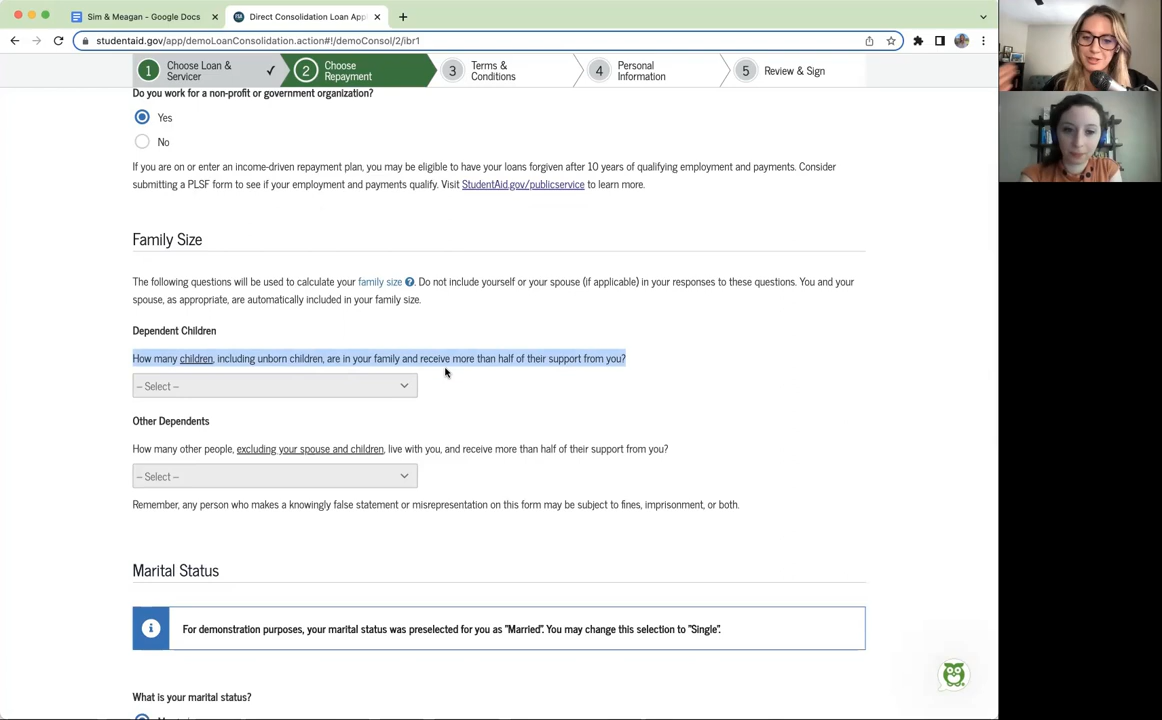 Sim & Meagan - Google Docs
Direct Consolidation Loan App
studentaid.gov/app/demoLoanConsolidation.action#!/demoConsol/2/ibr1
1 Choose Loan & Servicer
2 Choose Repayment
3 Terms & Conditions
4 Personal Information
5 Review & Sign
Do you work for a non-profit or government organization?
Yes
No
If you are on or enter an income-driven repayment plan, you may be eligible to have your loans forgiven after 10 years of qualifying employment and payments. Consider
submitting a PLSF form to see if your employment and payments qualify. Visit StudentAid.gov/publicservice to learn more.
Family Size
The following questions will be used to calculate your family size ?. Do not include yourself or your spouse (if applicable) in your responses to these questions. You and your
spouse, as appropriate, are automatically included in your family size.
Dependent Children
How many children, including unborn children, are in your family and receive more than half of their support from you?
– Select –
Other Dependents
How many other people, excluding your spouse and children, live with you, and receive more than half of their support from you?
– Select –
Remember, any person who makes a knowingly false statement or misrepresentation on this form may be subject to fines, imprisonment, or both.
Marital Status
For demonstration purposes, your marital status was preselected for you as "Married". You may change this selection to "Single".
What is your marital status?